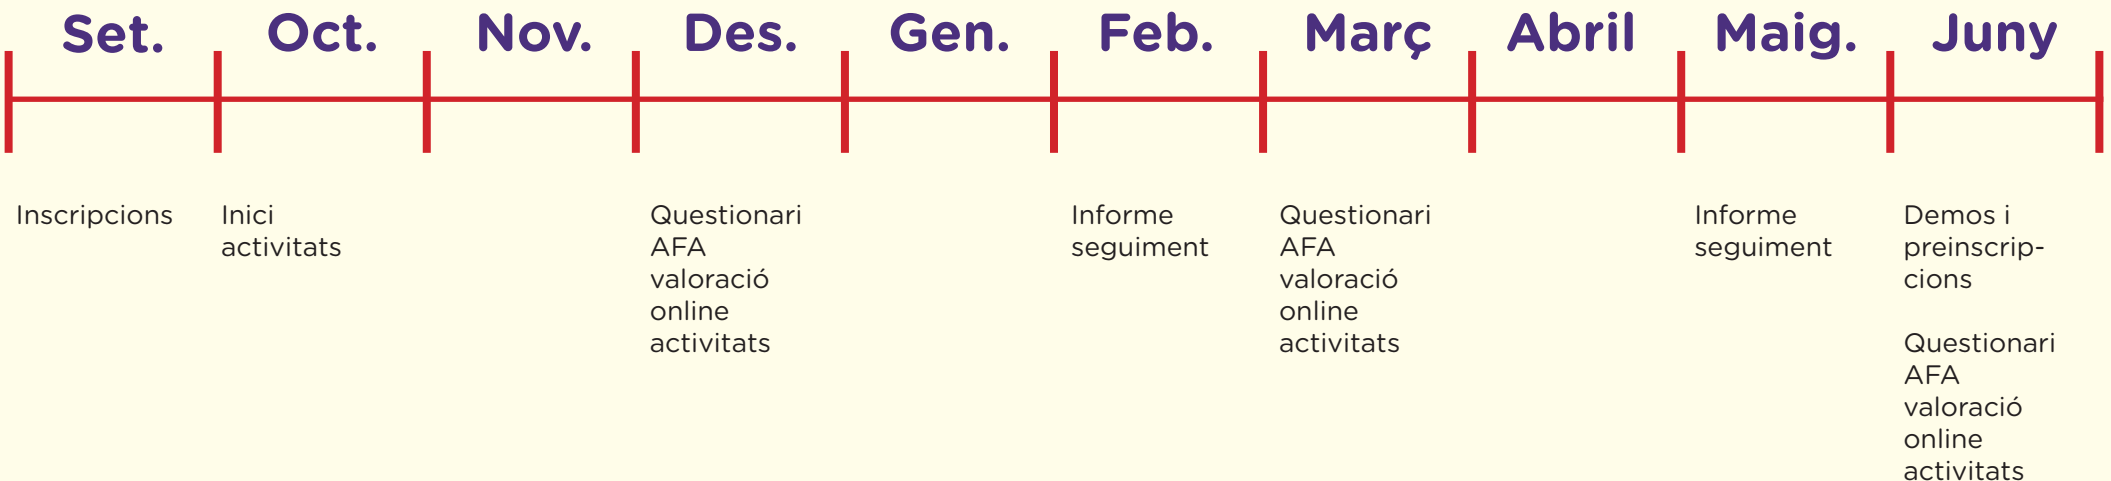 Set. Oct. Nov. Des. Gen. Feb. Març Abril Maig. Juny
Inscripcions
Inici
activitats
Questionari
AFA
valoració
online
activitats
Informe
seguiment
Questionari
AFA
valoració
online
activitats
Informe
seguiment
Demos i
preinscrip-
cions
Questionari
AFA
valoració
online
activitats